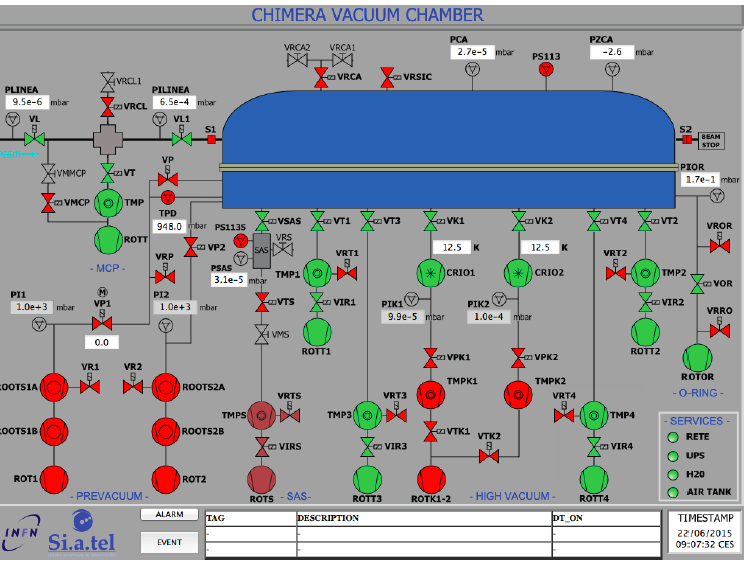 CHIMERA VACUUM CHAMBER
VRCA2 VRCA1
PCA
2.7e-5 mbar
PS113
PZCA
-2.6 mbar
VRCA
VRSIC
PLINEA
9.5e-6 mbar
VL
VRCL1
VRCL
PILINEA
6.5e-4 mbar
VL1
S1
S2
BEAM
STOP
VMMCP
VT
VP
VMCP
TMP
TPD
948.0 mbar
ROTT
- MCP -
VP2
VRP
PIOR
1.7e-1 mbar
PS113S
VSAS
VRS
SAS
PSAS
3.1e-5 mbar
VTS
VMS
VT1
VT3
VK1
VK2
VT4
VT2
12.5 K
12.5 K
VROR
VRT1
TMP1
CRIO1
CRIO2
VRT2
TMP2
VOR
VIR1
VIR2
PIK1
9.9e-5 mbar
PIK2
1.0e-4 mbar
VRRO
ROTT1
ROTT2
ROTOR
- O-RING -
PI1
1.0e+3 mbar
M
VP1
0.0
PI2
1.0e+3 mbar
VPK1
VPK2
ROOTS1A
VR1
VR2
ROOTS2A
VRTS
VRT3
TMPK1
TMPK2
VRT4
TMPS
TMP3
TMP4
ROOTS1B
ROOTS2B
VIRS
VIR3
VTK1
VTK2
VIR4
ROT1
ROT2
ROTS
ROTT3
ROTK1-2
ROTT4
- PREVACUUM -
- SAS-
- HIGH VACUUM -
- SERVICES -
RETE
UPS
H20
AIR TANK
INFN
Si.a.tel
ALARM
EVENT
TAG DESCRIPTION DT_ON
- - -
- - -
TIMESTAMP
22/06/2015
09:07:32 CES